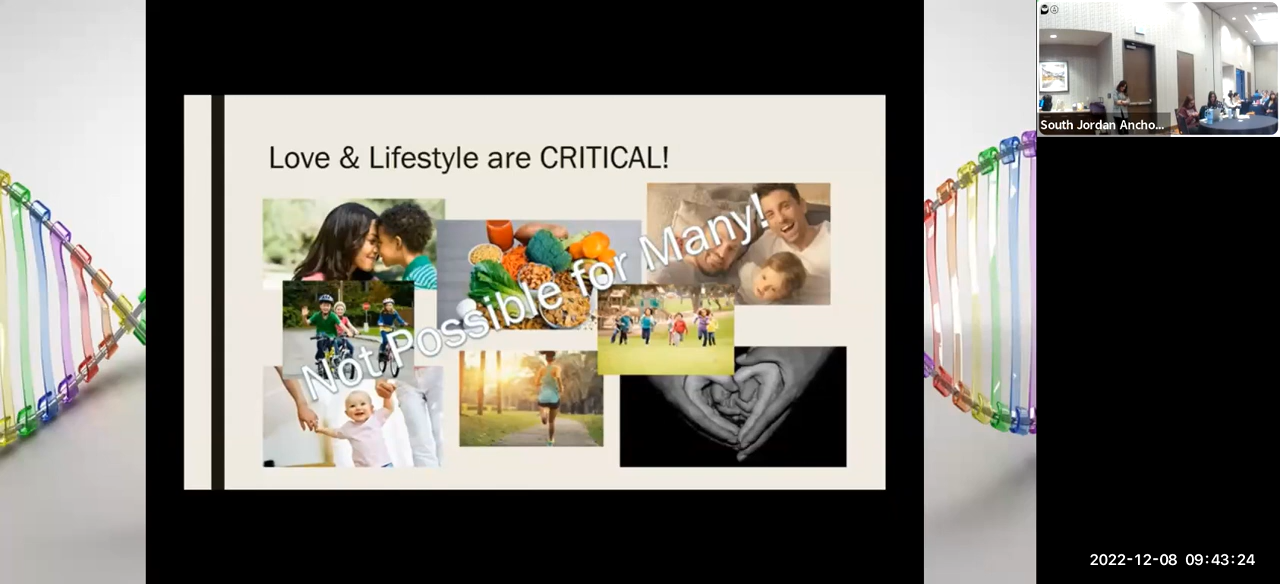 Love & Lifestyle are CRITICAL!
Not Possible for Many!
South Jordan Ancho...
2022-12-08 09:43:24